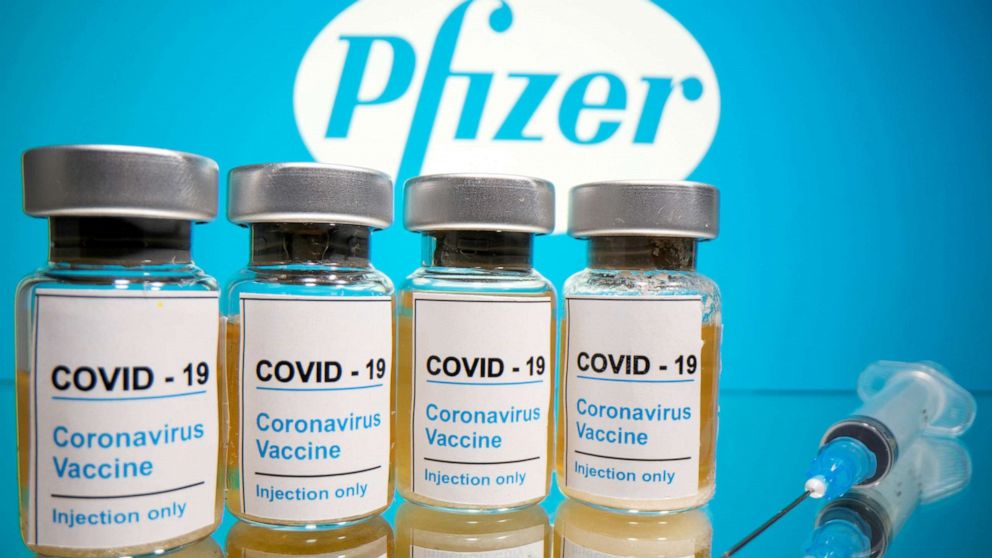 Pfizer
COVID - 19
Coronavirus
Vaccine
Injection only
COVID - 19
Coronavirus
Vaccine
Injection only
COVID - 19
Coronavirus
Vaccine
Injection only
COVID - 19
Coronavirus
Vaccine
Injection only